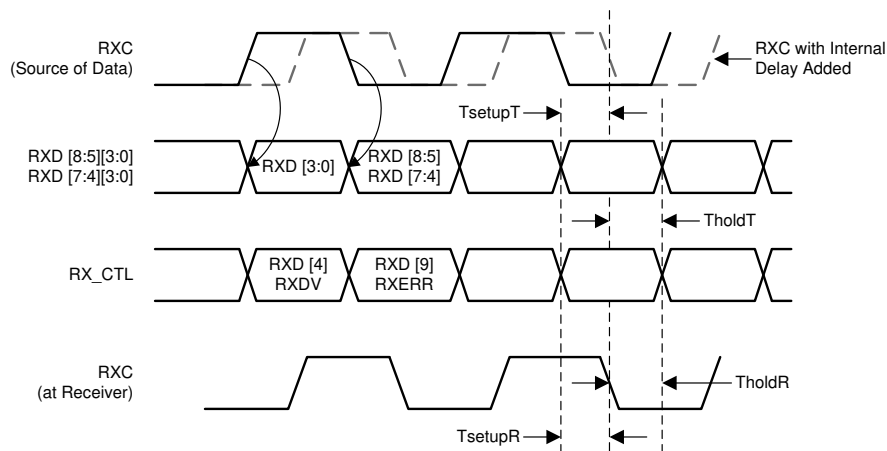 RXC
(Source of Data)
RXC with Internal
Delay Added
TsetupT
RXD [8:5][3:0]
RXD [7:4][3:0]
RXD [3:0]
RXD [8:5]
RXD [7:4]
TholdT
RX_CTL
RXD [4]
RXDV
RXD [9]
RXERR
RXC
(at Receiver)
TholdR
TsetupR